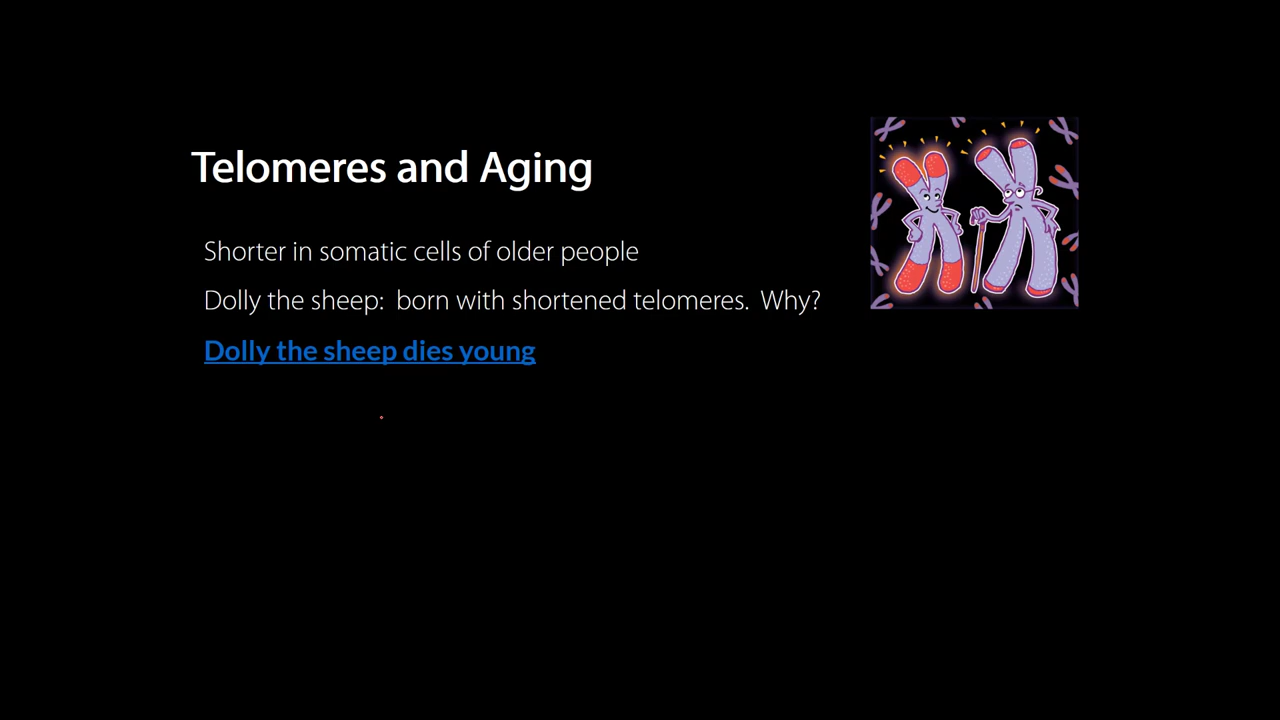 Telomeres and Aging
Shorter in somatic cells of older people
Dolly the sheep:  born with shortened telomeres.  Why?
Dolly the sheep dies young